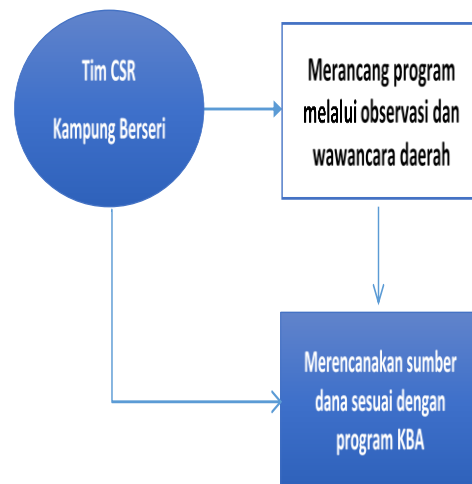 Tim CSR
Kampung Berseri
Merancang program
melalui observasi dan
wawancara daerah
Merencanakan sumber
dana sesuai dengan
program KBA